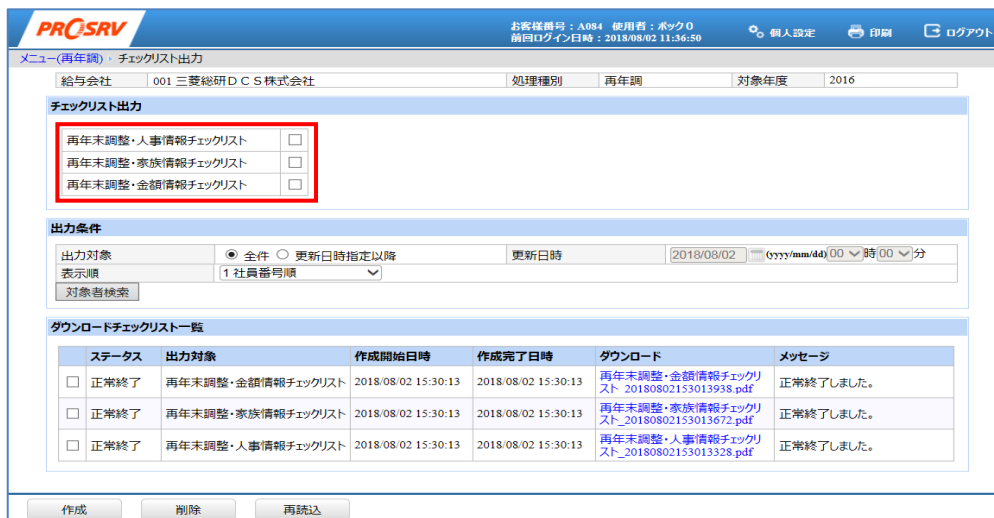 PROSRV
お客様番号：A084 使用者：ボック０
前回ログイン日時：2018/08/02 11:36:50
個人設定
印刷
ログアウト
メニュー(再年調) › チェックリスト出力
給与会社 001 三菱総研ＤＣＳ株式会社 処理種別 再年調 対象年度 2016
チェックリスト出力
再年末調整・人事情報チェックリスト
再年末調整・家族情報チェックリスト
再年末調整・金額情報チェックリスト
出力条件
出力対象 全件 更新日時指定以降 更新日時 2018/08/02 (yyyy/mm/dd) 00 時 00 分
表示順 1 社員番号順
対象者検索
ダウンロードチェックリスト一覧
ステータス 出力対象 作成開始日時 作成完了日時 ダウンロード メッセージ
正常終了 再年末調整・金額情報チェックリスト 2018/08/02 15:30:13 2018/08/02 15:30:13 再年末調整・金額情報チェックリ
スト_20180802153013938.pdf 正常終了しました。
正常終了 再年末調整・家族情報チェックリスト 2018/08/02 15:30:13 2018/08/02 15:30:13 再年末調整・家族情報チェックリ
スト_20180802153013672.pdf 正常終了しました。
正常終了 再年末調整・人事情報チェックリスト 2018/08/02 15:30:13 2018/08/02 15:30:13 再年末調整・人事情報チェックリ
スト_20180802153013328.pdf 正常終了しました。
作成 削除 再読込